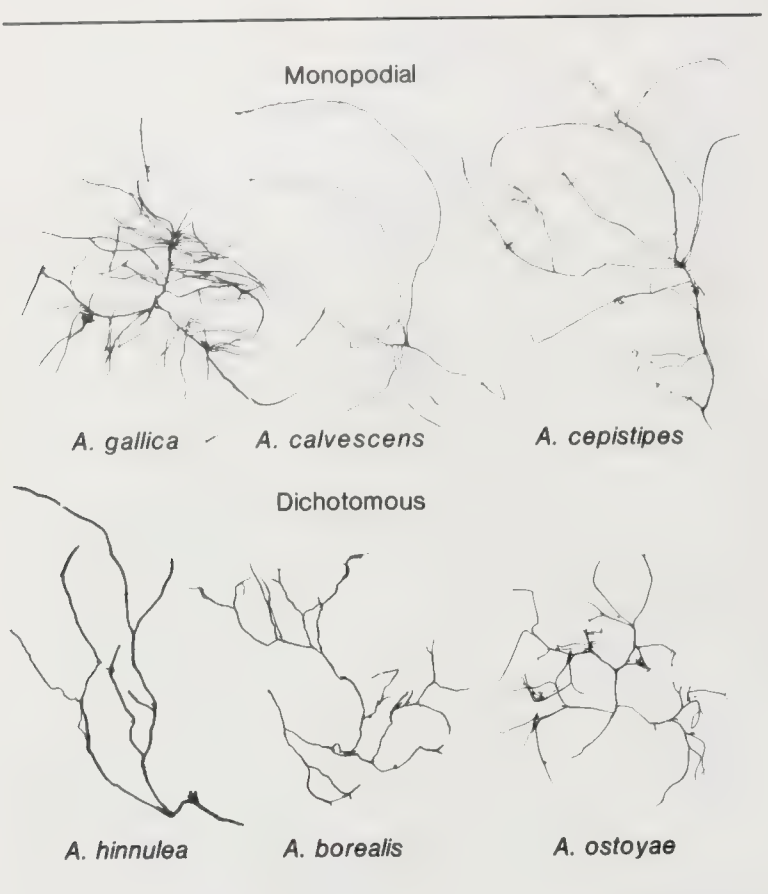 Monopodial
A. gallica A. calvescens A. cepistipes
Dichotomous
A. hinnulea A. borealis A. ostoyae